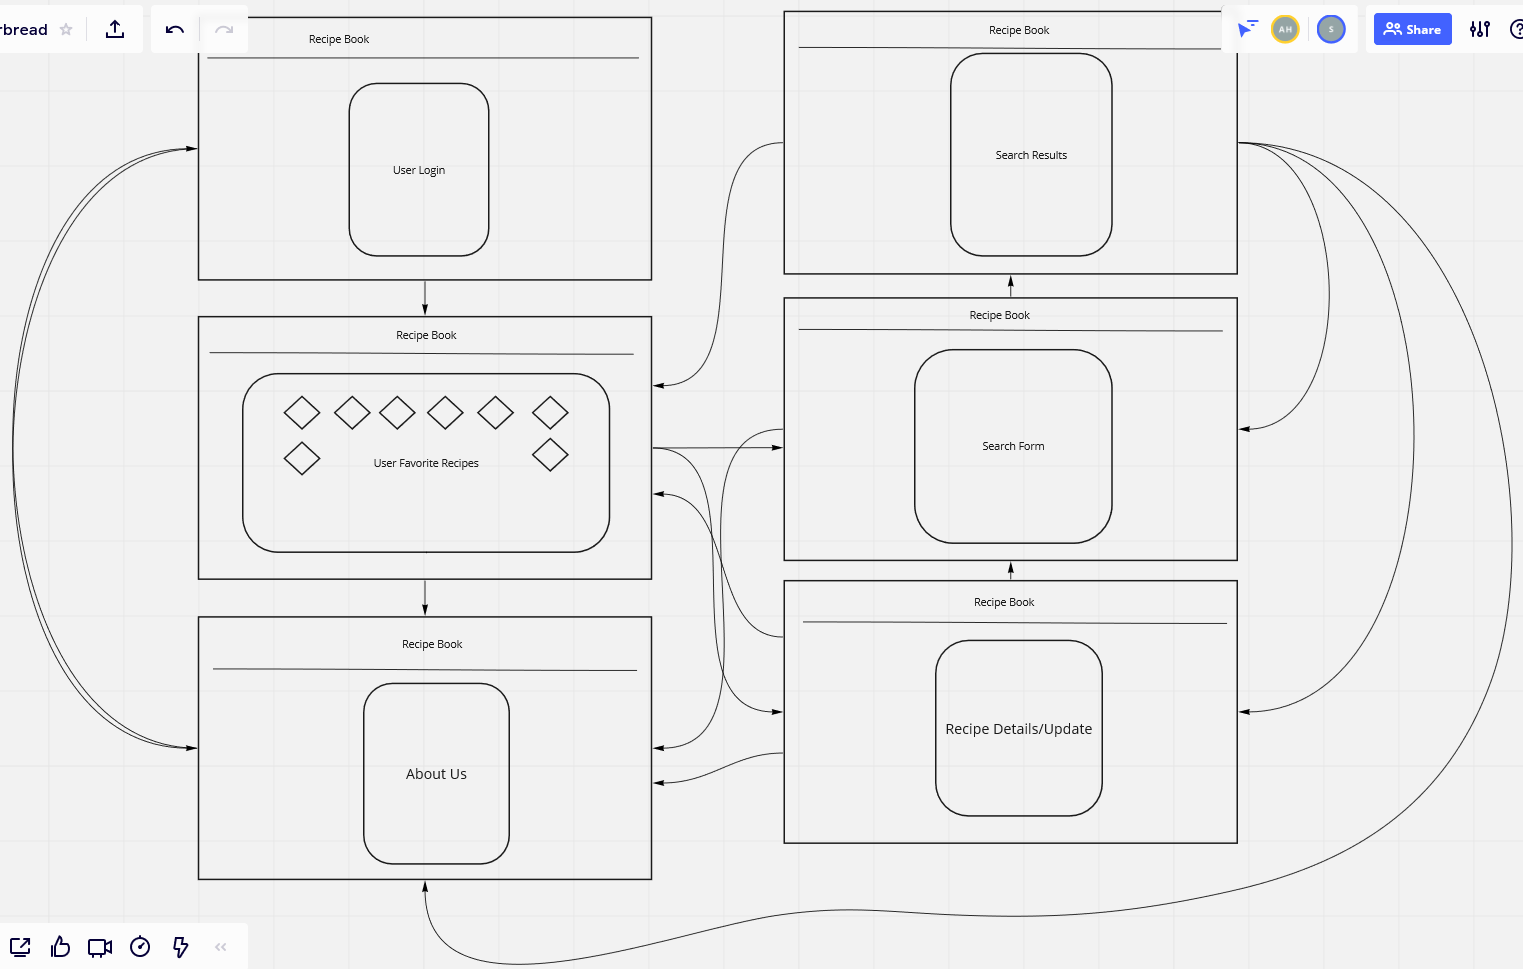 rbread
AH
S
Share
Recipe Book
User Login
Recipe Book
User Favorite Recipes
Recipe Book
About Us
Recipe Book
Search Results
Recipe Book
Search Form
Recipe Book
Recipe Details/Update